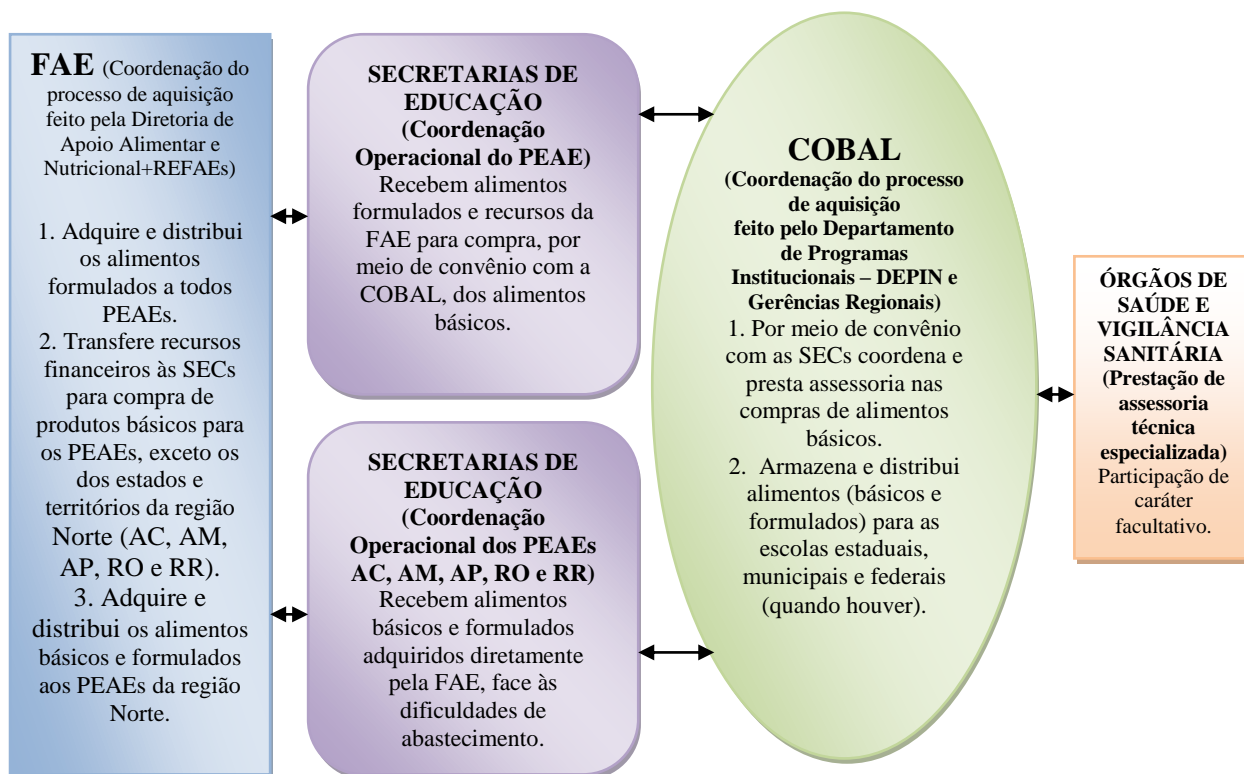 FAE (Coordenação do
processo de aquisição
feito pela Diretoria de
Apoio Alimentar e
Nutricional+REFAEs)
1. Adquire e distribui
os alimentos
formulados a todos
PEAEs.
2. Transfere recursos
financeiros às SECs
para compra de
produtos básicos para
os PEAEs, exceto os
dos estados e
territórios da região
Norte (AC, AM,
AP, RO e RR).
3. Adquire e
distribui os alimentos
básicos e formulados
aos PEAEs da região
Norte.
SECRETARIAS DE
EDUCAÇÃO
(Coordenação
Operacional do PEAE)
Recebem alimentos
formulados e recursos da
FAE para compra, por
meio de convênio com a
COBAL, dos alimentos
básicos.
SECRETARIAS DE
EDUCAÇÃO
(Coordenação
Operacional dos PEAEs
AC, AM, AP, RO e RR)
Recebem alimentos
básicos e formulados
adquiridos diretamente
pela FAE, face às
dificuldades de
abastecimento.
COBAL
(Coordenação do processo
de aquisição
feito pelo Departamento
de Programas
Institucionais – DEPIN e
Gerências Regionais)
1. Por meio de convênio
com as SECs coordena e
presta assessoria nas
compras de alimentos
básicos.
2. Armazena e distribui
alimentos (básicos e
formulados) para as
escolas estaduais,
municipais e federais
(quando houver).
ÓRGÃOS DE
SAÚDE E
VIGILÂNCIA
SANITÁRIA
(Prestação de
assessoria
técnica
especializada)
Participação de
caráter
facultativo.